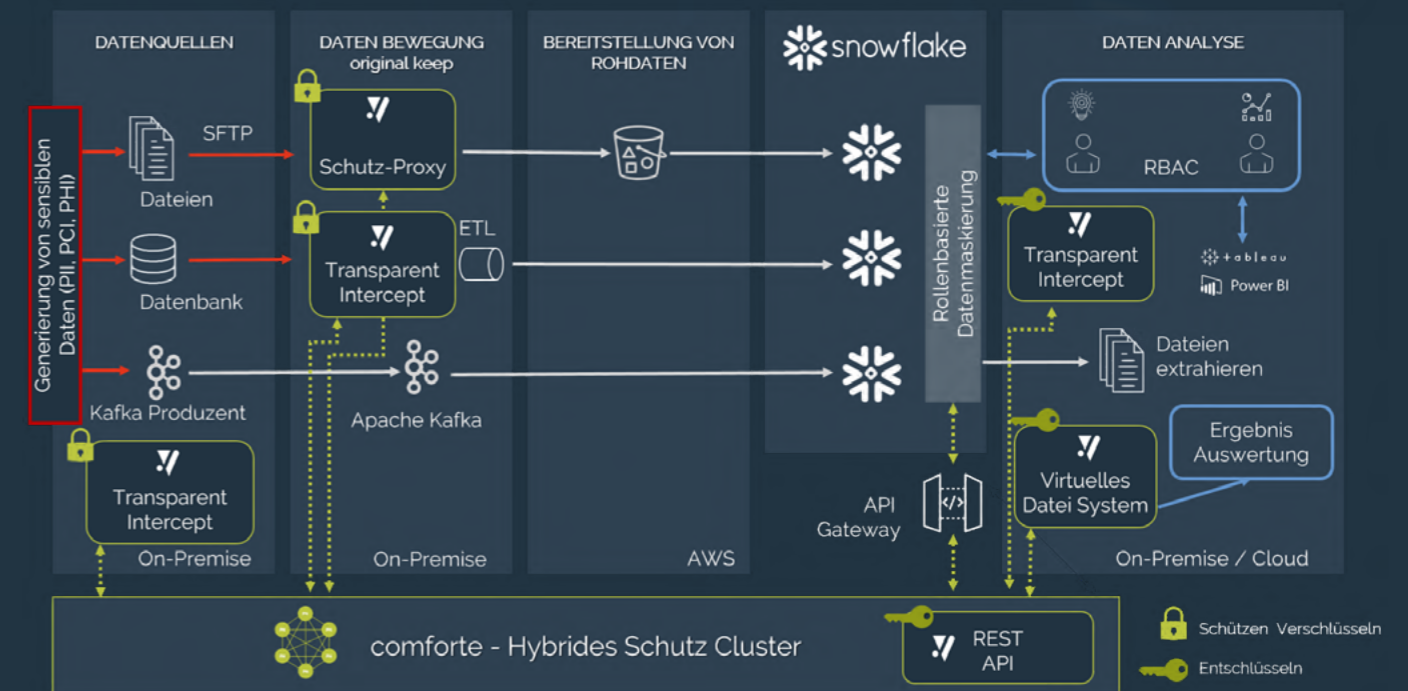 DATENQUELLEN
DATEN BEWEGUNG
original keep
BEREITSTELLUNG VON
ROHDATEN
snowflake
DATEN ANALYSE
Generierung von sensiblen
Daten (PII, PCI, PHI)
SFTP
Dateien
Schutz-Proxy
RBAC
Datenbank
Transparent
Intercept
ETL
Rollenbasierte
Datenmaskierung
Transparent
Intercept
+ableau
Power BI
Kafka Produzent
Apache Kafka
Dateien
extrahieren
Transparent
Intercept
Ergebnis
Auswertung
Virtuelles
Datei System
API
Gateway
</>
On-Premise
On-Premise
AWS
On-Premise / Cloud
comforte - Hybrides Schutz Cluster
REST
API
Schützen Verschlüsseln
Entschlüsseln